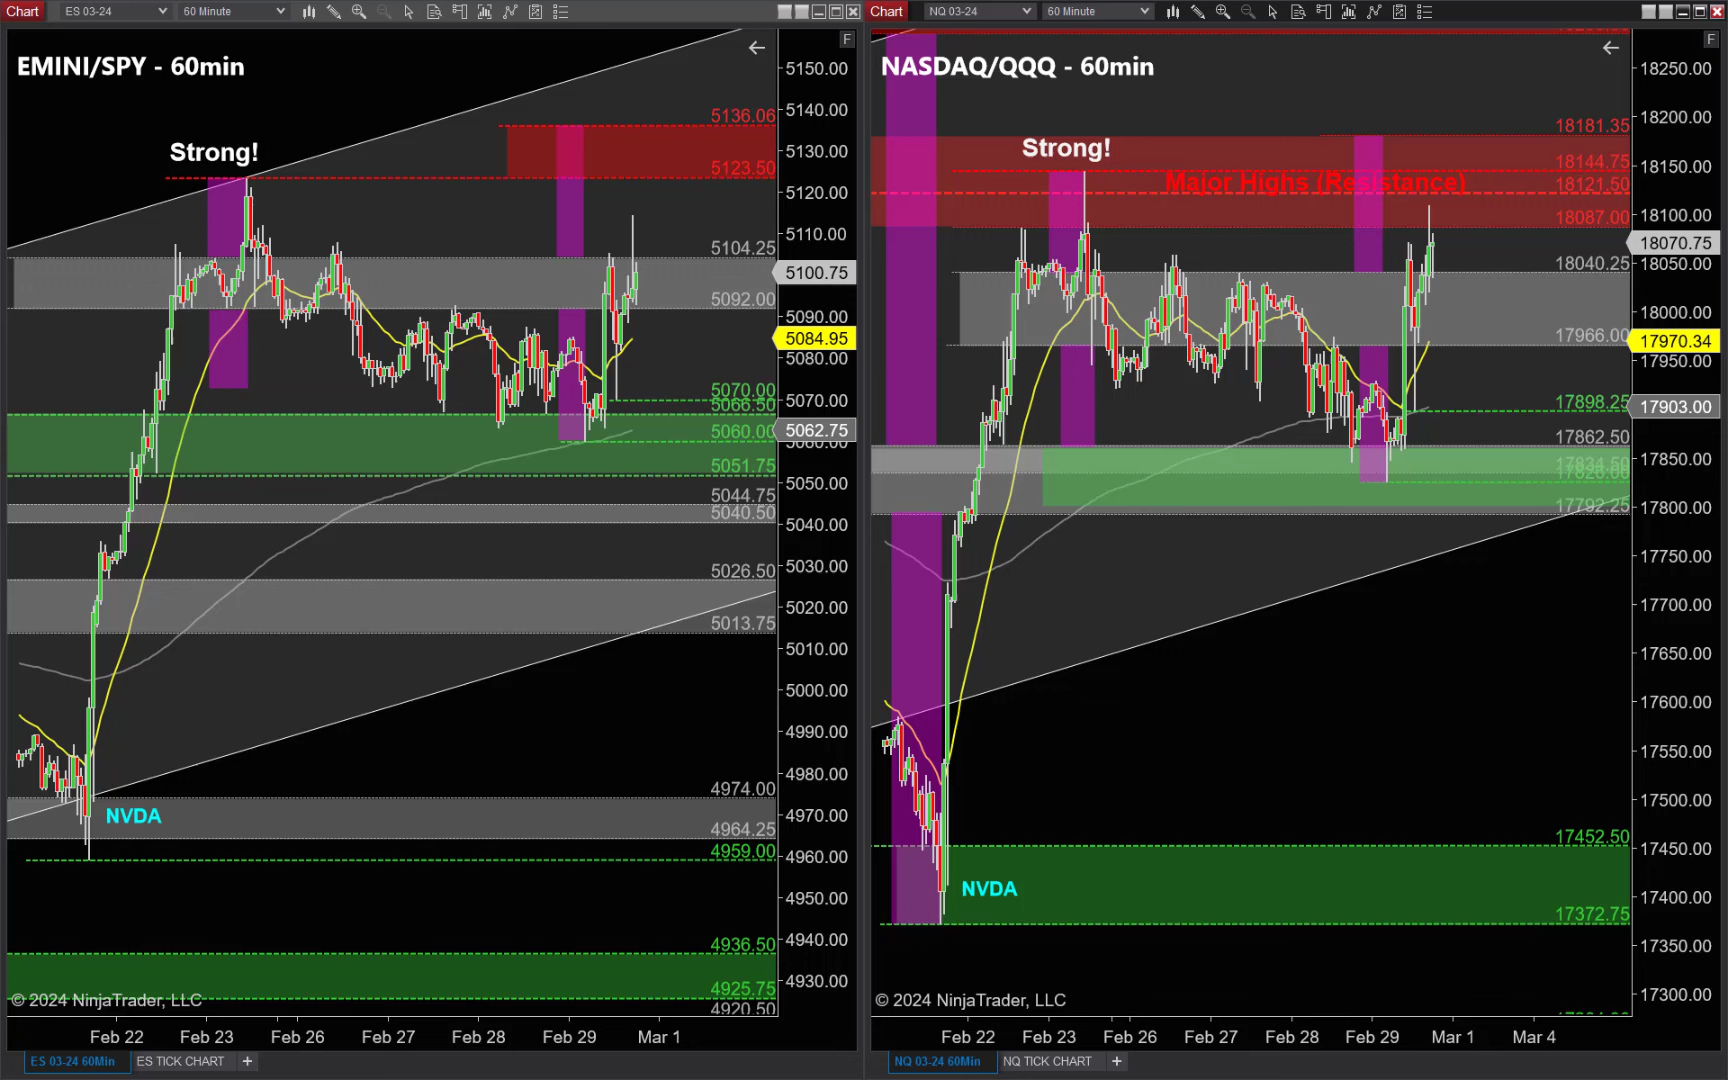 Chart
ES 03-24
60 Minute
F
EMINI/SPY - 60min
Strong!
5136.06
5123.50
5104.25
5092.00
5070.00
5066.50
5060.00
5051.75
5044.75
5040.50
5026.50
5013.75
4974.00
4964.25
4959.00
4936.50
4925.75
4920.50
NVDA
5150.00
5140.00
5130.00
5120.00
5110.00
5100.75
5090.00
5084.95
5080.00
5070.00
5062.75
5060.00
5050.00
5040.00
5030.00
5020.00
5010.00
5000.00
4990.00
4980.00
4970.00
4960.00
4950.00
4940.00
4930.00
© 2024 NinjaTrader, LLC
Feb 22
Feb 23
Feb 26
Feb 27
Feb 28
Feb 29
Mar 1
ES 03-24 60Min
ES TICK CHART
+
Chart
NQ 03-24
60 Minute
F
NASDAQ/QQQ - 60min
Strong!
Major Highs (Resistance)
18181.35
18144.75
18121.50
18087.00
18040.25
17966.00
17898.25
17862.50
17834.50
17826.00
17792.25
17452.50
17372.75
NVDA
18250.00
18200.00
18150.00
18100.00
18070.75
18050.00
18000.00
17970.34
17950.00
17903.00
17850.00
17800.00
17750.00
17700.00
17650.00
17600.00
17550.00
17500.00
17450.00
17400.00
17350.00
17300.00
© 2024 NinjaTrader, LLC
Feb 22
Feb 23
Feb 26
Feb 27
Feb 28
Feb 29
Mar 1
Mar 4
NQ 03-24 60Min
NQ TICK CHART
+